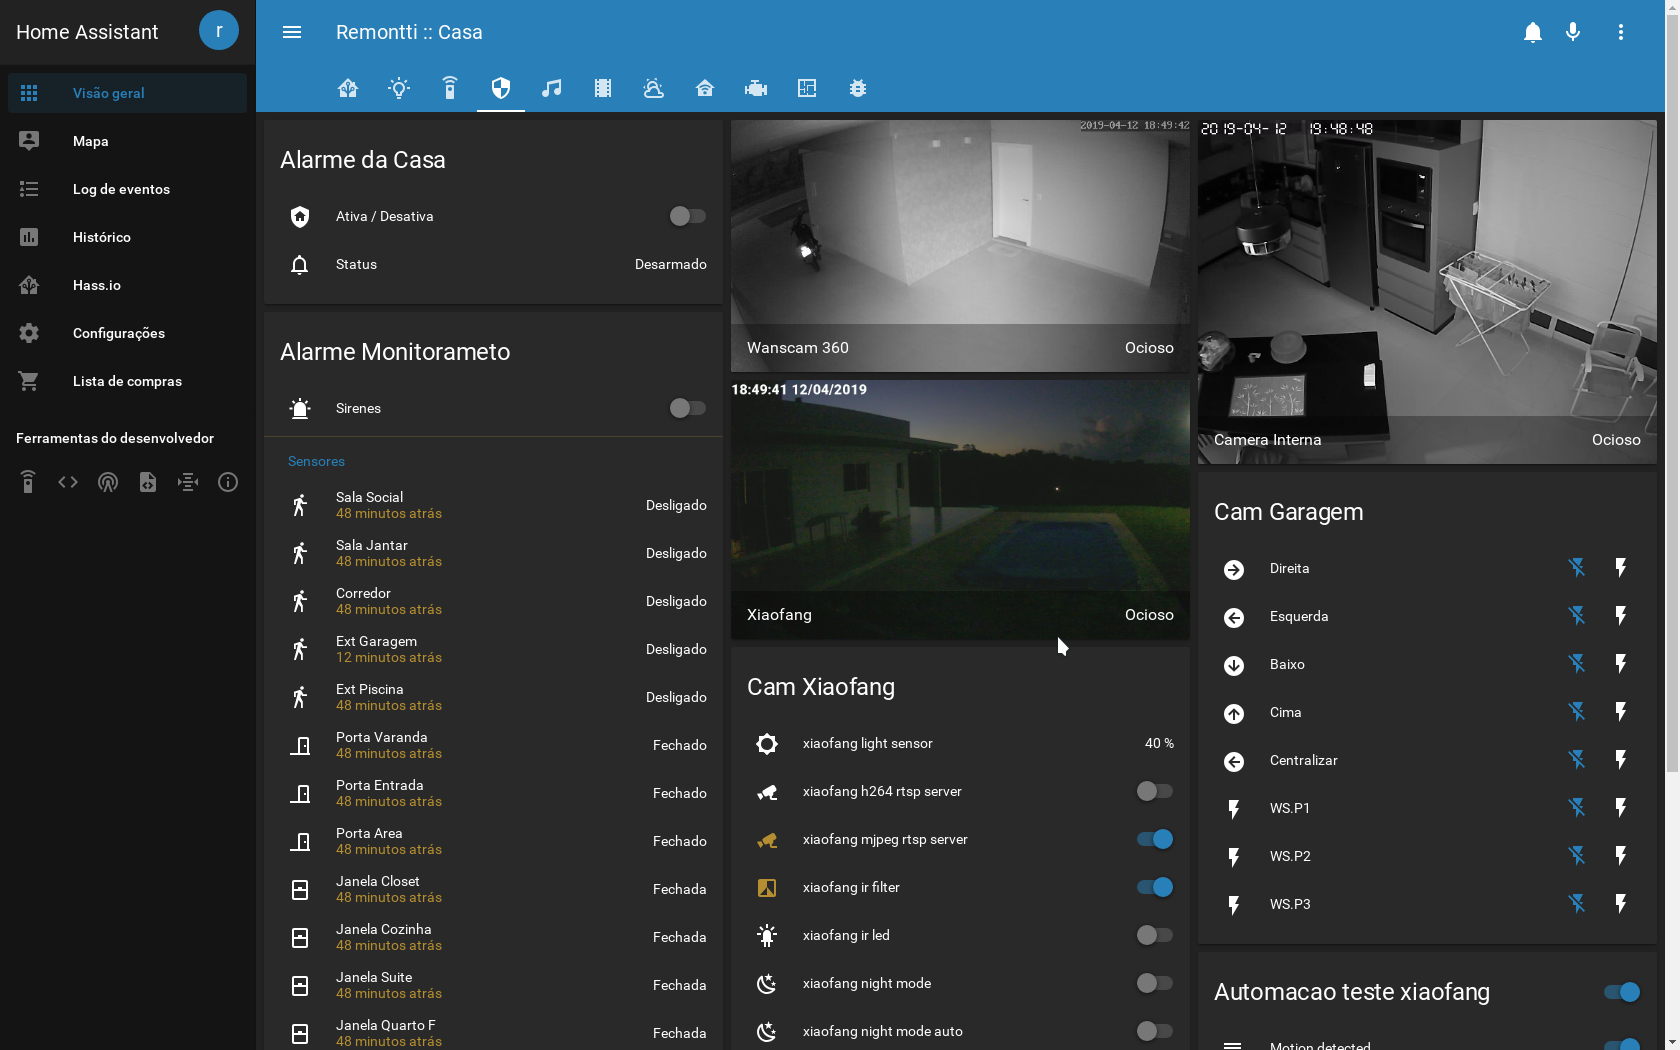 Home Assistant
r
Visão geral
Mapa
Log de eventos
Histórico
Hass.io
Configurações
Lista de compras
Ferramentas do desenvolvedor
Remontti :: Casa
Alarme da Casa
Ativa / Desativa
Status Desarmado
Alarme Monitorameto
Sirenes
Sensores
Sala Social
48 minutos atrás
Desligado
Sala Jantar
48 minutos atrás
Desligado
Corredor
48 minutos atrás
Desligado
Ext Garagem
12 minutos atrás
Desligado
Ext Piscina
48 minutos atrás
Desligado
Porta Varanda
48 minutos atrás
Fechado
Porta Entrada
48 minutos atrás
Fechado
Porta Area
48 minutos atrás
Fechado
Janela Closet
48 minutos atrás
Fechada
Janela Cozinha
48 minutos atrás
Fechada
Janela Suite
48 minutos atrás
Fechada
Janela Quarto F
48 minutos atrás
Fechada
2019-04-12 18:49:42
Wanscam 360 Ocioso
18:49:41 12/04/2019
Xiaofang Ocioso
Cam Xiaofang
xiaofang light sensor 40 %
xiaofang h264 rtsp server
xiaofang mjpeg rtsp server
xiaofang ir filter
xiaofang ir led
xiaofang night mode
xiaofang night mode auto
2019-04-12 19:48:48
Camera Interna Ocioso
Cam Garagem
Direita
Esquerda
Baixo
Cima
Centralizar
WS.P1
WS.P2
WS.P3
Automacao teste xiaofang
Motion detected